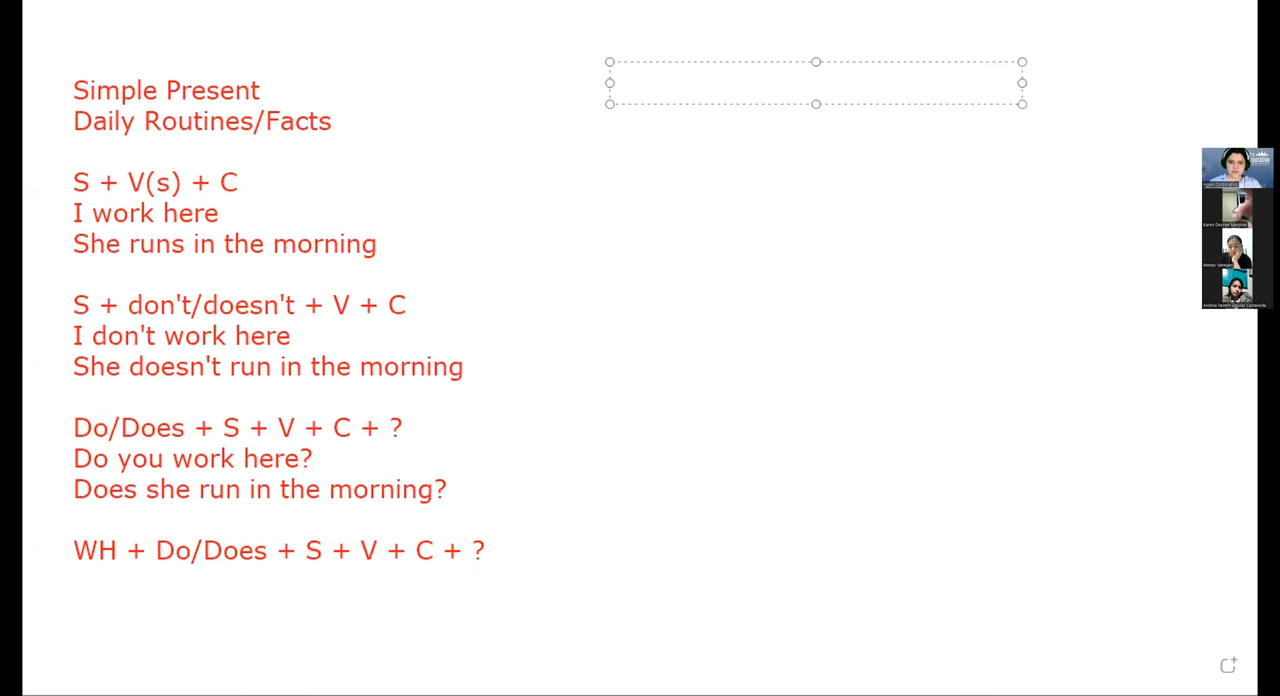 Simple Present
Daily Routines/Facts
S + V(s) + C
I work here
She runs in the morning
S + don't/doesn't + V + C
I don't work here
She doesn't run in the morning
Do/Does + S + V + C + ?
Do you work here?
Does she run in the morning?
WH + Do/Does + S + V + C + ?